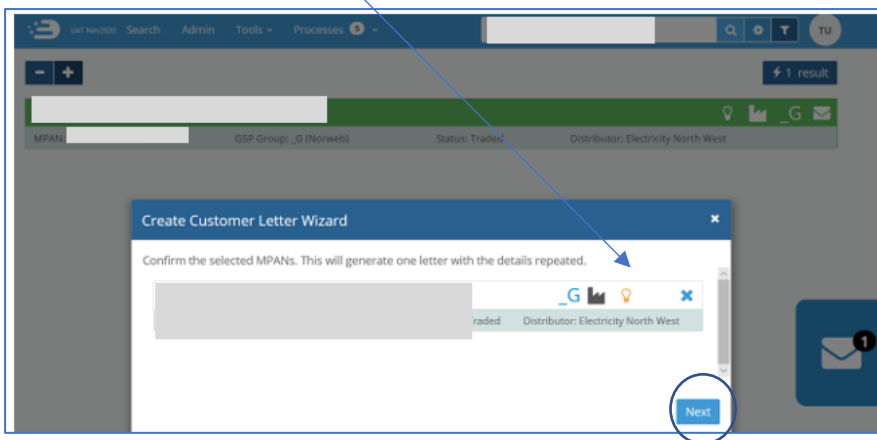 UAT Nov2020 Search Admin Tools Processes 5 TU
1 result
_G
MPAN: GSP Group: _G (Norweb) Status: Traded Distributor: Electricity North West
Create Customer Letter Wizard
Confirm the selected MPANs. This will generate one letter with the details repeated.
_G
raded Distributor: Electricity North West
1
Next